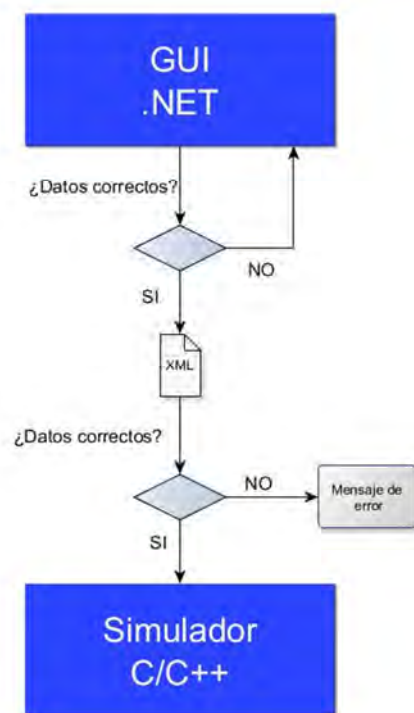 GUI
.NET
¿Datos correctos?
NO
SI
XML
¿Datos correctos?
NO
Mensaje de
error
SI
Simulador
C/C++